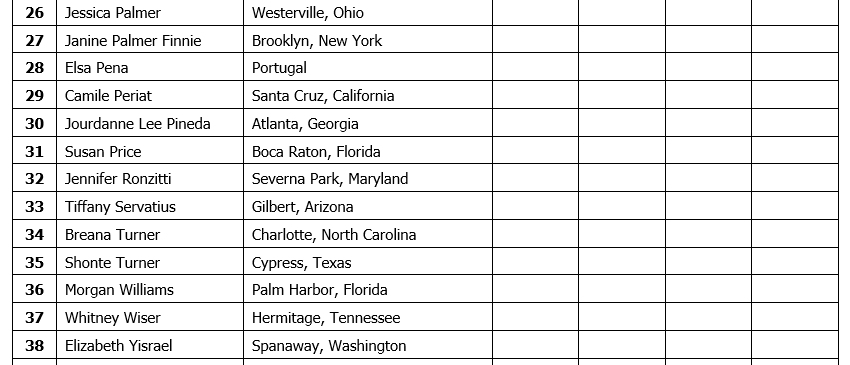 26 Jessica Palmer Westerville, Ohio
27 Janine Palmer Finnie Brooklyn, New York
28 Elsa Pena Portugal
29 Camile Periat Santa Cruz, California
30 Jourdanne Lee Pineda Atlanta, Georgia
31 Susan Price Boca Raton, Florida
32 Jennifer Ronzitti Severna Park, Maryland
33 Tiffany Servatius Gilbert, Arizona
34 Breana Turner Charlotte, North Carolina
35 Shonte Turner Cypress, Texas
36 Morgan Williams Palm Harbor, Florida
37 Whitney Wiser Hermitage, Tennessee
38 Elizabeth Yisrael Spanaway, Washington